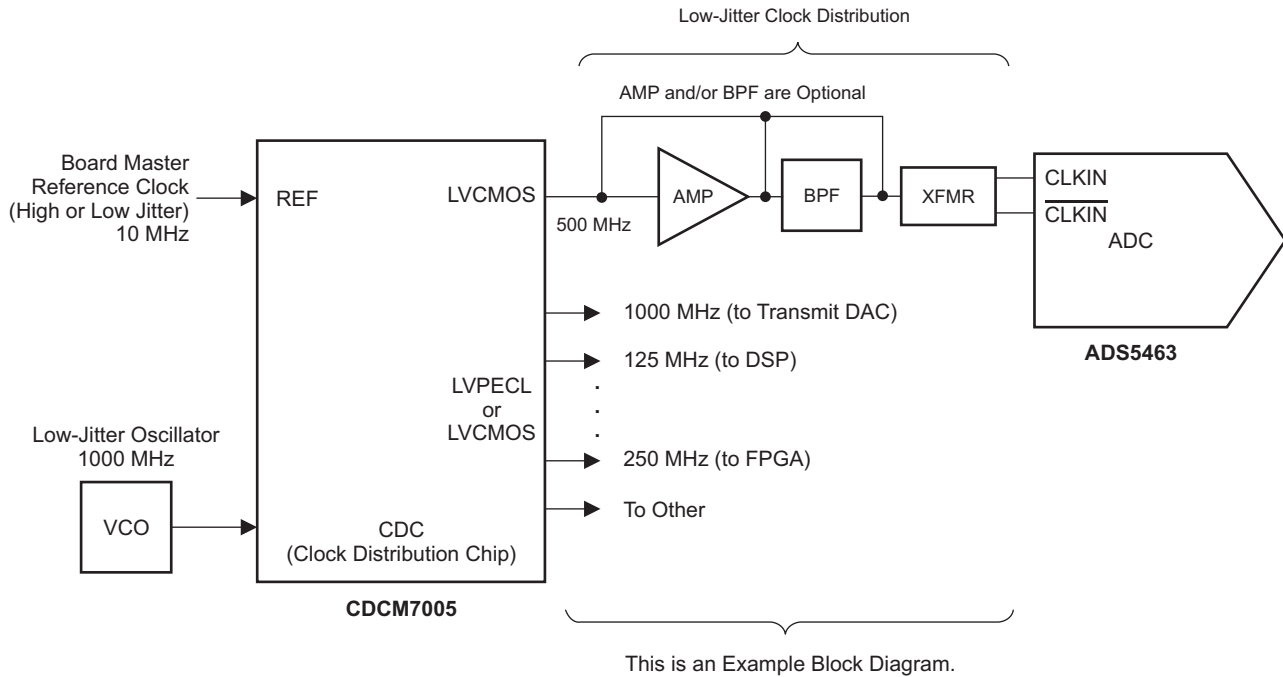 Low-Jitter Clock Distribution
AMP and/or BPF are Optional
Board Master
Reference Clock
(High or Low Jitter)
10 MHz
REF
LVCMOS
500 MHz
AMP
BPF
XFMR
CLKIN
CLKIN
ADC
ADS5463
1000 MHz (to Transmit DAC)
125 MHz (to DSP)
LVPECL
or
LVCMOS
250 MHz (to FPGA)
To Other
Low-Jitter Oscillator
1000 MHz
VCO
CDC
(Clock Distribution Chip)
CDCM7005
This is an Example Block Diagram.